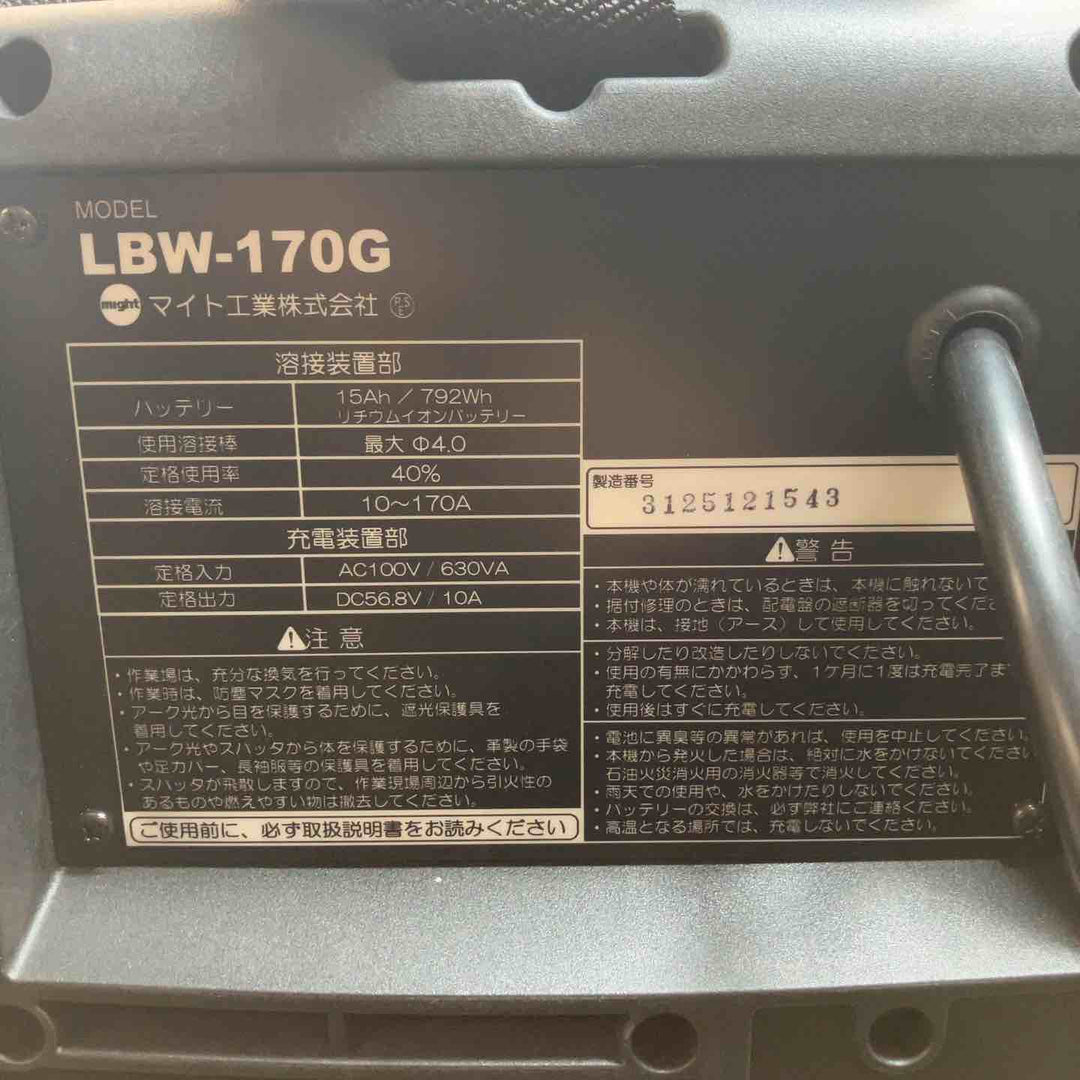 MODEL
LBW-170G
might マイト工業株式会社 PSE
溶接装置部
バッテリー 15Ah / 792Wh
リチウムイオンバッテリー
使用溶接棒 最大 Φ4.0
定格使用率 40%
溶接電流 10〜170A
充電装置部
定格入力 AC100V / 630VA
定格出力 DC56.8V / 10A
注意
・作業場は、充分な換気を行ってください。
・作業時は、防塵マスクを着用してください。
・アーク光から目を保護するために、遮光保護具を
着用してください。
・アーク光やスパッタから体を保護するために、革製の手袋
や足カバー、長袖服等の保護具を着用してください。
・スパッタが飛散しますので、作業現場周辺から引火性の
あるものや燃えやすい物は撤去してください。
ご使用前に、必ず取扱説明書をお読みください
製造番号
3125121543
警告
・本機や体が濡れているときは、本機に触れないで
・据付修理のときは、配電盤の遮断器を切ってくだ
・本機は、接地（アース）して使用してください。
・分解したり改造したりしないでください。
・使用の有無にかかわらず、1ヶ月に1度は充電完了ま
充電してください。
・使用後はすぐに充電してください。
・電池に異臭等の異常があれば、使用を中止してください。
・本機から発火した場合は、絶対に水をかけないでくださ
石油火災消火用の消火器等で消火してください。
・雨天での使用や、水をかけたりしないでください。
・バッテリーの交換は、必ず弊社にご連絡ください。
・高温となる場所では、充電しないでください。